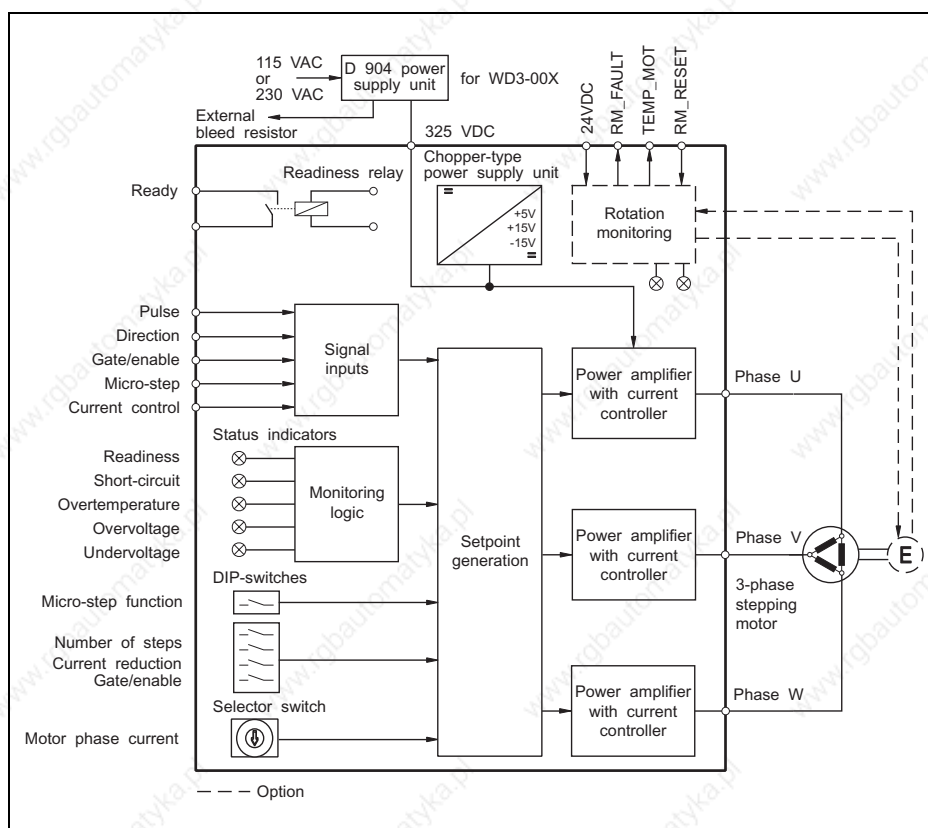 115 VAC
or
230 VAC
D 904 power
supply unit
for WD3-00X
External
bleed resistor
325 VDC
24VDC
RM_FAULT
TEMP_MOT
RM_RESET
Ready
Readiness relay
Chopper-type
power supply unit
+5V
+15V
-15V
Rotation
monitoring
Pulse
Direction
Gate/enable
Micro-step
Current control
Signal
inputs
Power amplifier
with current
controller
Phase U
Status indicators
Readiness
Short-circuit
Overtemperature
Overvoltage
Undervoltage
Monitoring
logic
Setpoint
generation
Power amplifier
with current
controller
Phase V
E
3-phase
stepping
motor
DIP-switches
Micro-step function
Number of steps
Current reduction
Gate/enable
Selector switch
Motor phase current
Power amplifier
with current
controller
Phase W
Option
www.rgbautomatyka.pl